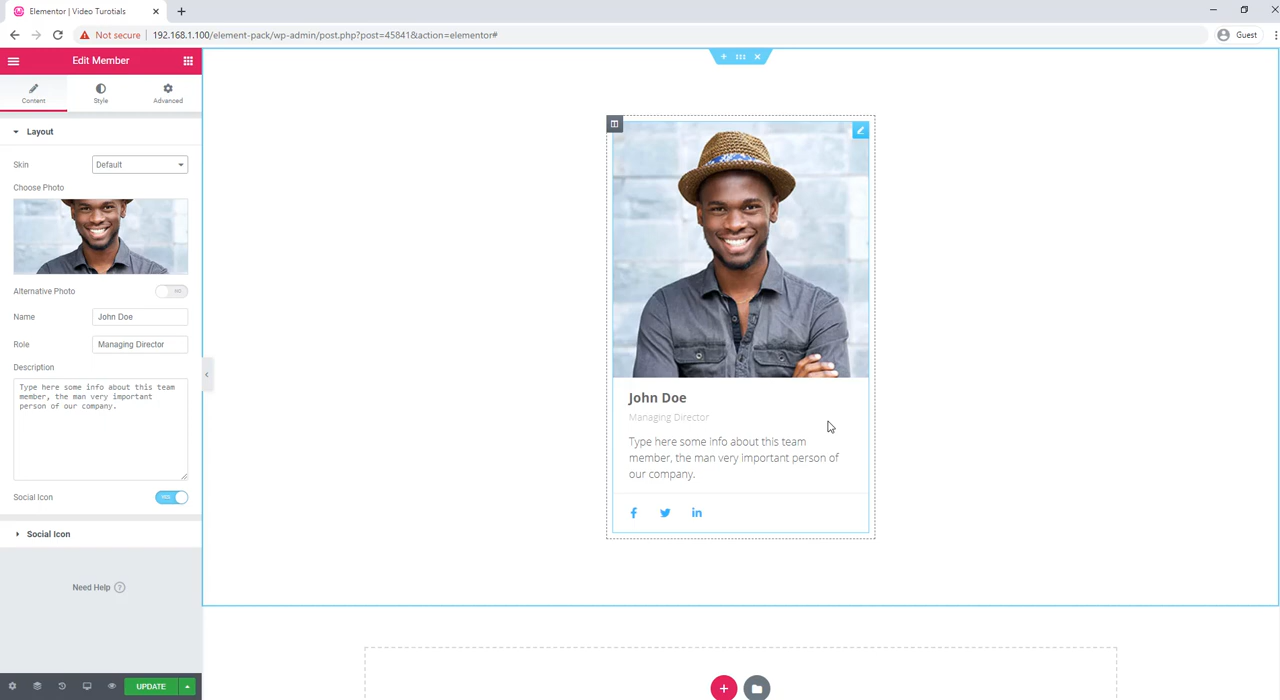 Elementor | Video Turotials
Not secure
192.168.1.100/element-pack/wp-admin/post.php?post=45841&action=elementor#
Guest
Edit Member
Content
Style
Advanced
Layout
Skin
Default
Choose Photo
Alternative Photo
NO
Name
John Doe
Role
Managing Director
Description
Type here some info about this team
member, the man very important
person of our company.
Social Icon
YES
Social Icon
Need Help ?
UPDATE
John Doe
Managing Director
Type here some info about this team
member, the man very important person of
our company.